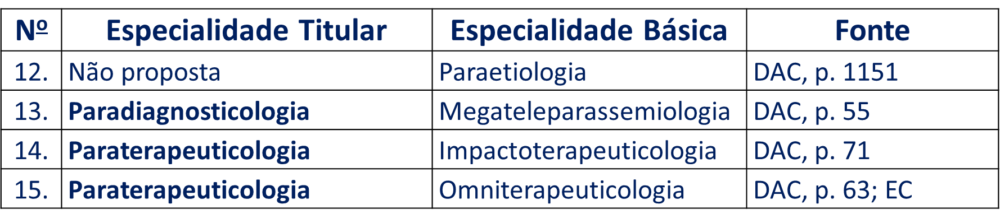 Nº Especialidade Titular Especialidade Básica Fonte
12. Não proposta Paraetiologia DAC, p. 1151
13. Paradiagnosticologia Megateleparassemiologia DAC, p. 55
14. Paraterapeuticologia Impactoterapeuticologia DAC, p. 71
15. Paraterapeuticologia Omniterapeuticologia DAC, p. 63; EC